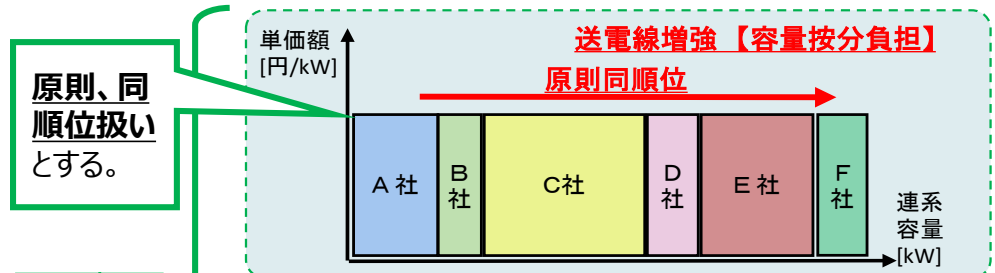 原則、同
順位扱い
とする。
単価額
[円/kW]
送電線増強【容量按分負担】
原則同順位
A 社
B
社
C社
D
社
E 社
F
社
連系
容量
[kW]